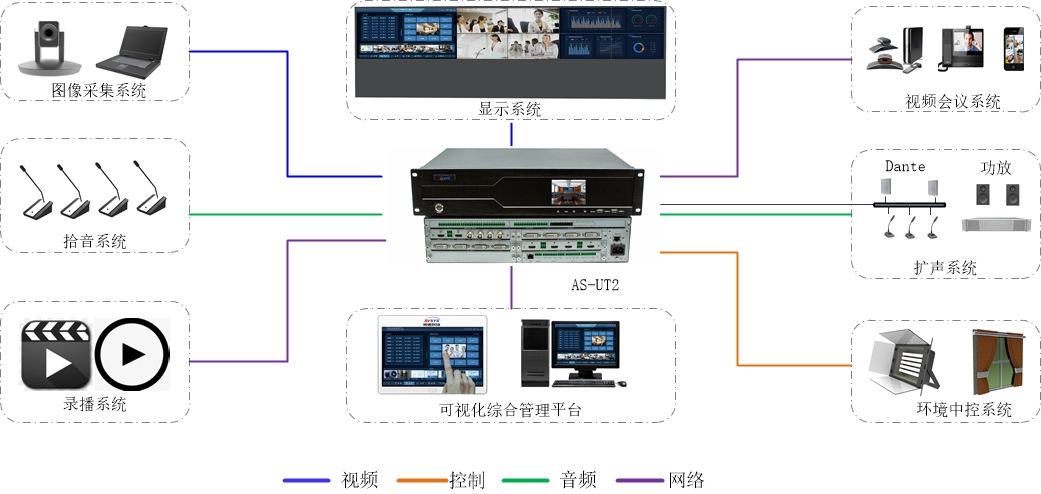 图像采集系统
显示系统
视频会议系统
拾音系统
Dante
功放
扩声系统
AS-UT2
录播系统
可视化综合管理平台
环境中控系统
视频
控制
音频
网络